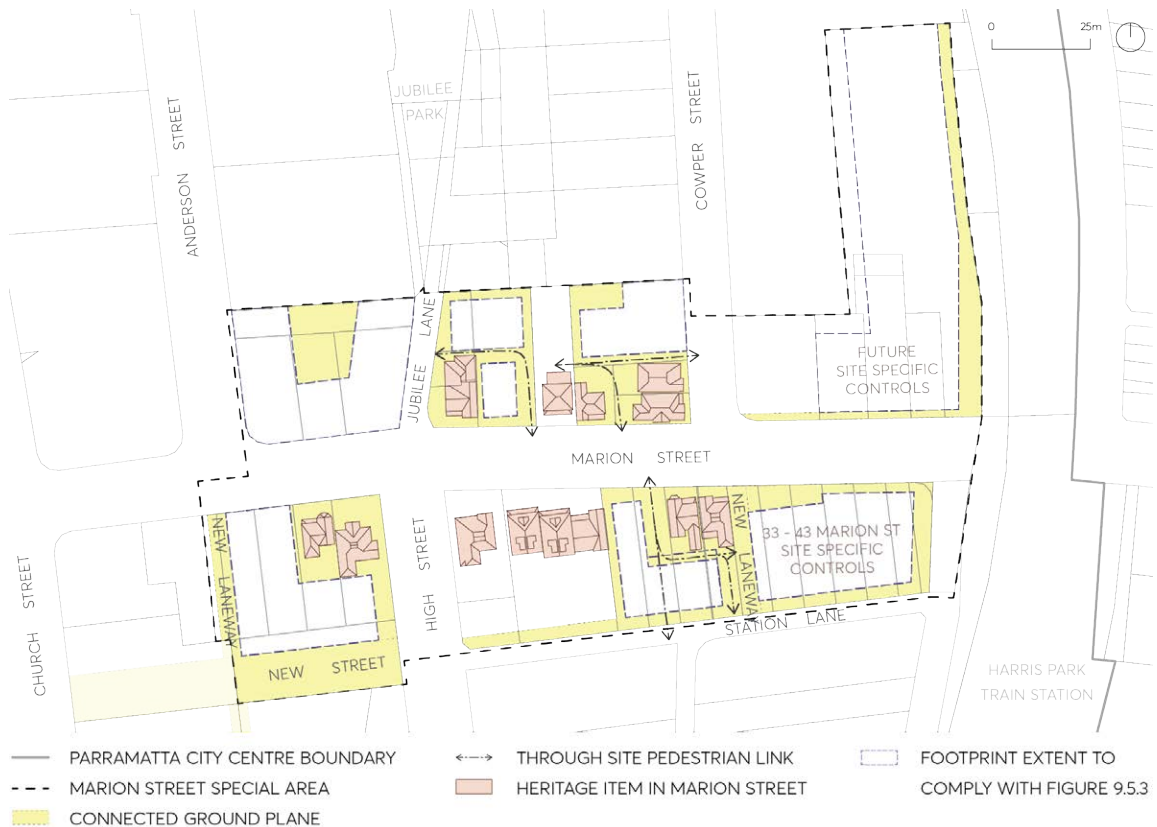 0 25m
JUBILEE
PARK
ANDERSON STREET
COWPER STREET
JUBILEE LANE
FUTURE
SITE SPECIFIC
CONTROLS
MARION STREET
NEW LANEWAY
HIGH STREET
NEW LANEWAY
33 - 43 MARION ST
SITE SPECIFIC
CONTROLS
CHURCH STREET
STATION LANE
NEW STREET
HARRIS PARK
TRAIN STATION
PARRAMATTA CITY CENTRE BOUNDARY
MARION STREET SPECIAL AREA
CONNECTED GROUND PLANE
THROUGH SITE PEDESTRIAN LINK
HERITAGE ITEM IN MARION STREET
FOOTPRINT EXTENT TO
COMPLY WITH FIGURE 9.5.3